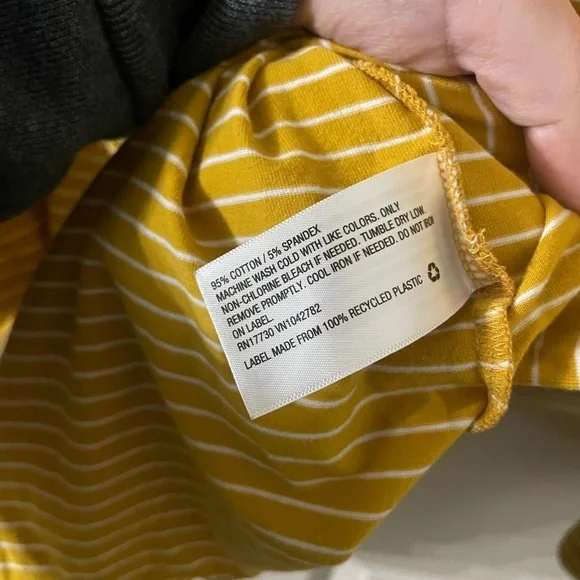 95% COTTON / 5% SPANDEX
MACHINE WASH COLD WITH LIKE COLORS. ONLY
NON-CHLORINE BLEACH IF NEEDED. TUMBLE DRY LOW.
REMOVE PROMPTLY. COOL IRON IF NEEDED. DO NOT IRON
ON LABEL.
RN17730 VN1042782
LABEL MADE FROM 100% RECYCLED PLASTIC